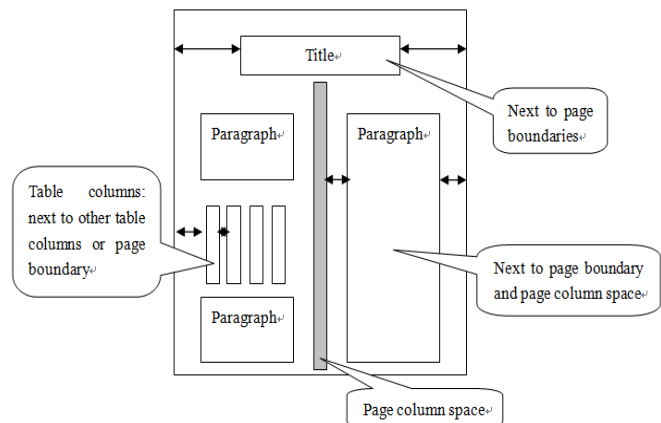 Title↵
Next to page
boundaries↵
Paragraph↵
Paragraph↵
Table columns:
next to other table
columns or page
boundary↵
Next to page boundary
and page column space↵
Paragraph↵
Page column space↵